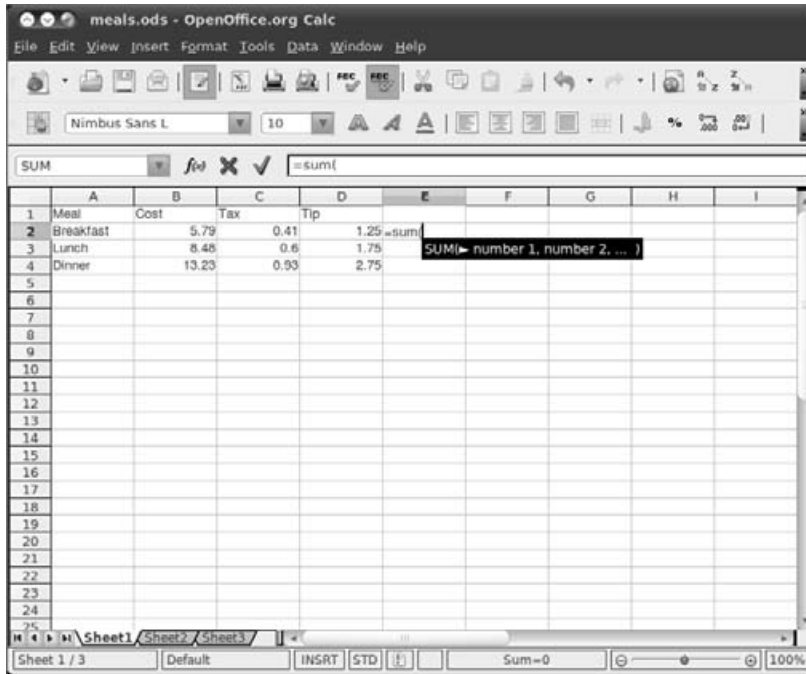 meals.ods - OpenOffice.org Calc
File Edit View Insert Format Tools Data Window Help
Nimbus Sans L 10
SUM f(x) =sum(
A B C D E F G H I
1 Meal Cost Tax Tip
2 Breakfast 5.79 0.41 1.25 =sum(
3 Lunch 8.48 0.6 1.75 SUM(► number 1, number 2, ... )
4 Dinner 13.23 0.93 2.75
5
6
7
8
9
10
11
12
13
14
15
16
17
18
19
20
21
22
23
24
25
Sheet1 Sheet2 Sheet3
Sheet 1 / 3 Default INSRT STD Sum=0 100%